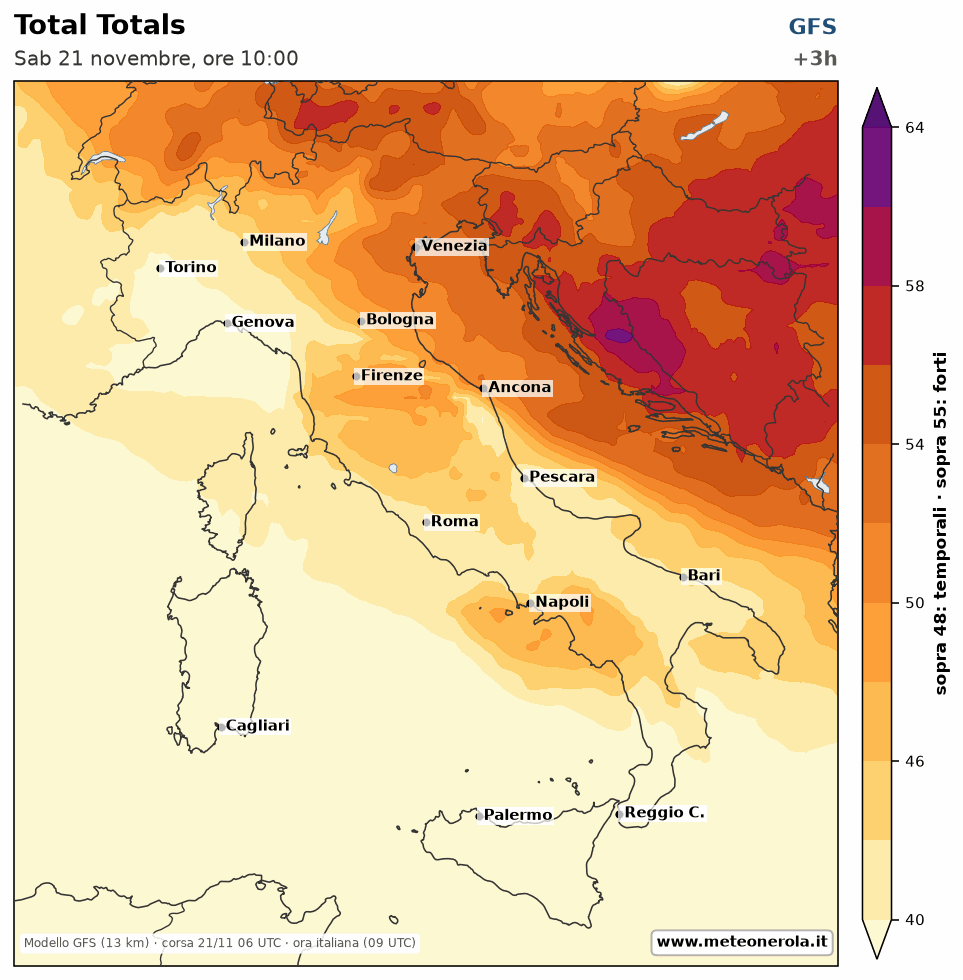 Total Totals
GFS
Sab 21 novembre, ore 10:00
+3h
64
58
54
50
46
40
sopra 48: temporali · sopra 55: forti
Milano
Venezia
Torino
Genova
Bologna
Firenze
Ancona
Pescara
Roma
Bari
Napoli
Cagliari
Palermo
Reggio C.
Modello GFS (13 km) · corsa 21/11 06 UTC · ora italiana (09 UTC)
www.meteonerola.it